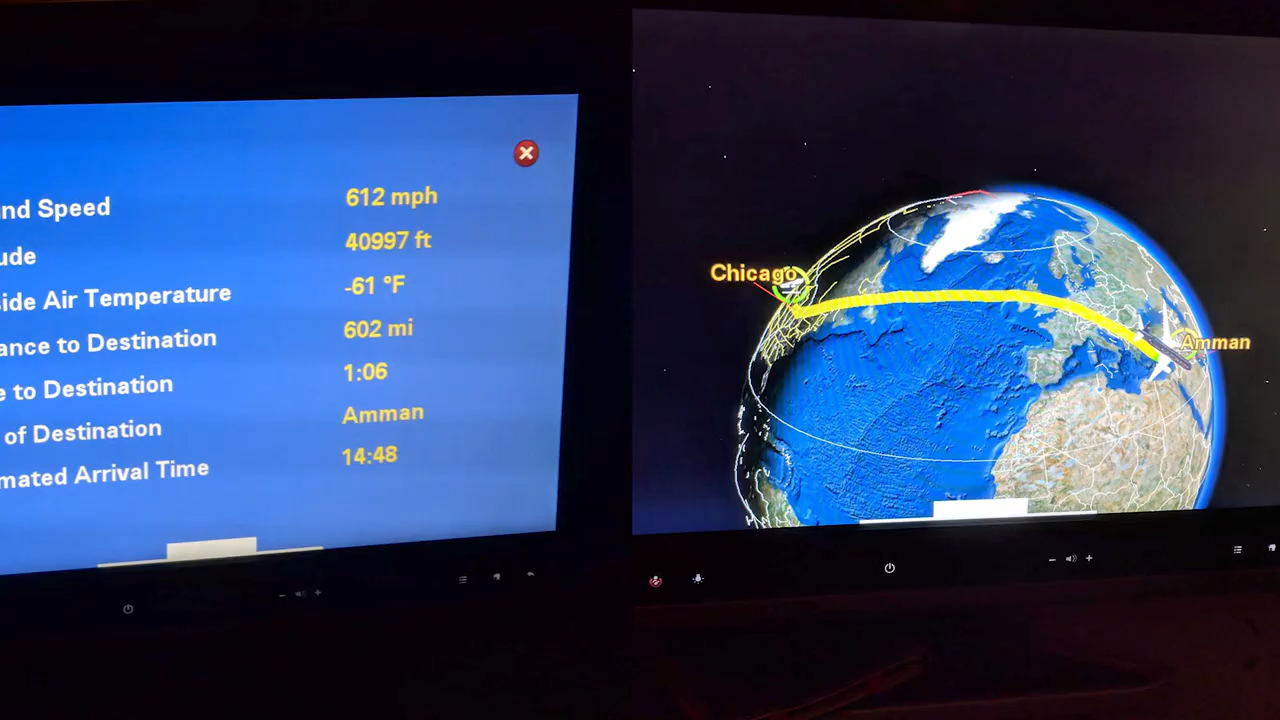 nd Speed 612 mph
ude 40997 ft
ide Air Temperature -61 °F
ance to Destination 602 mi
e to Destination 1:06
of Destination Amman
mated Arrival Time 14:48
Chicago
Amman